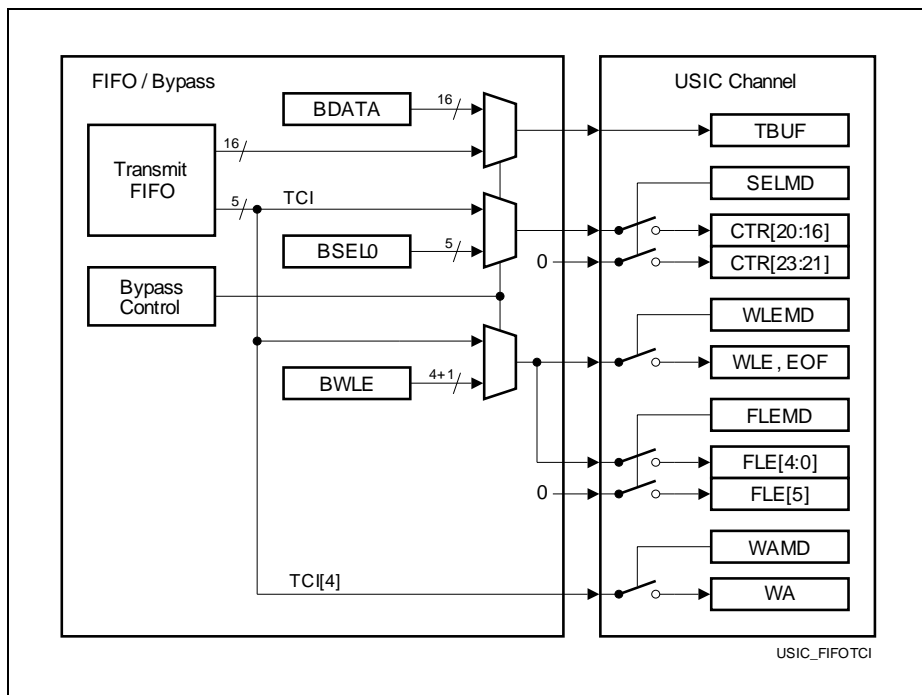 FIFO / Bypass
USIC Channel
BDATA
16
TBUF
16
Transmit
FIFO
SELMD
5
TCI
CTR[20:16]
BSEL0
5
0
CTR[23:21]
Bypass
Control
WLEMD
WLE , EOF
BWLE
4+1
FLEMD
FLE[4:0]
0
FLE[5]
WAMD
TCI[4]
WA
USIC_FIFOTCI